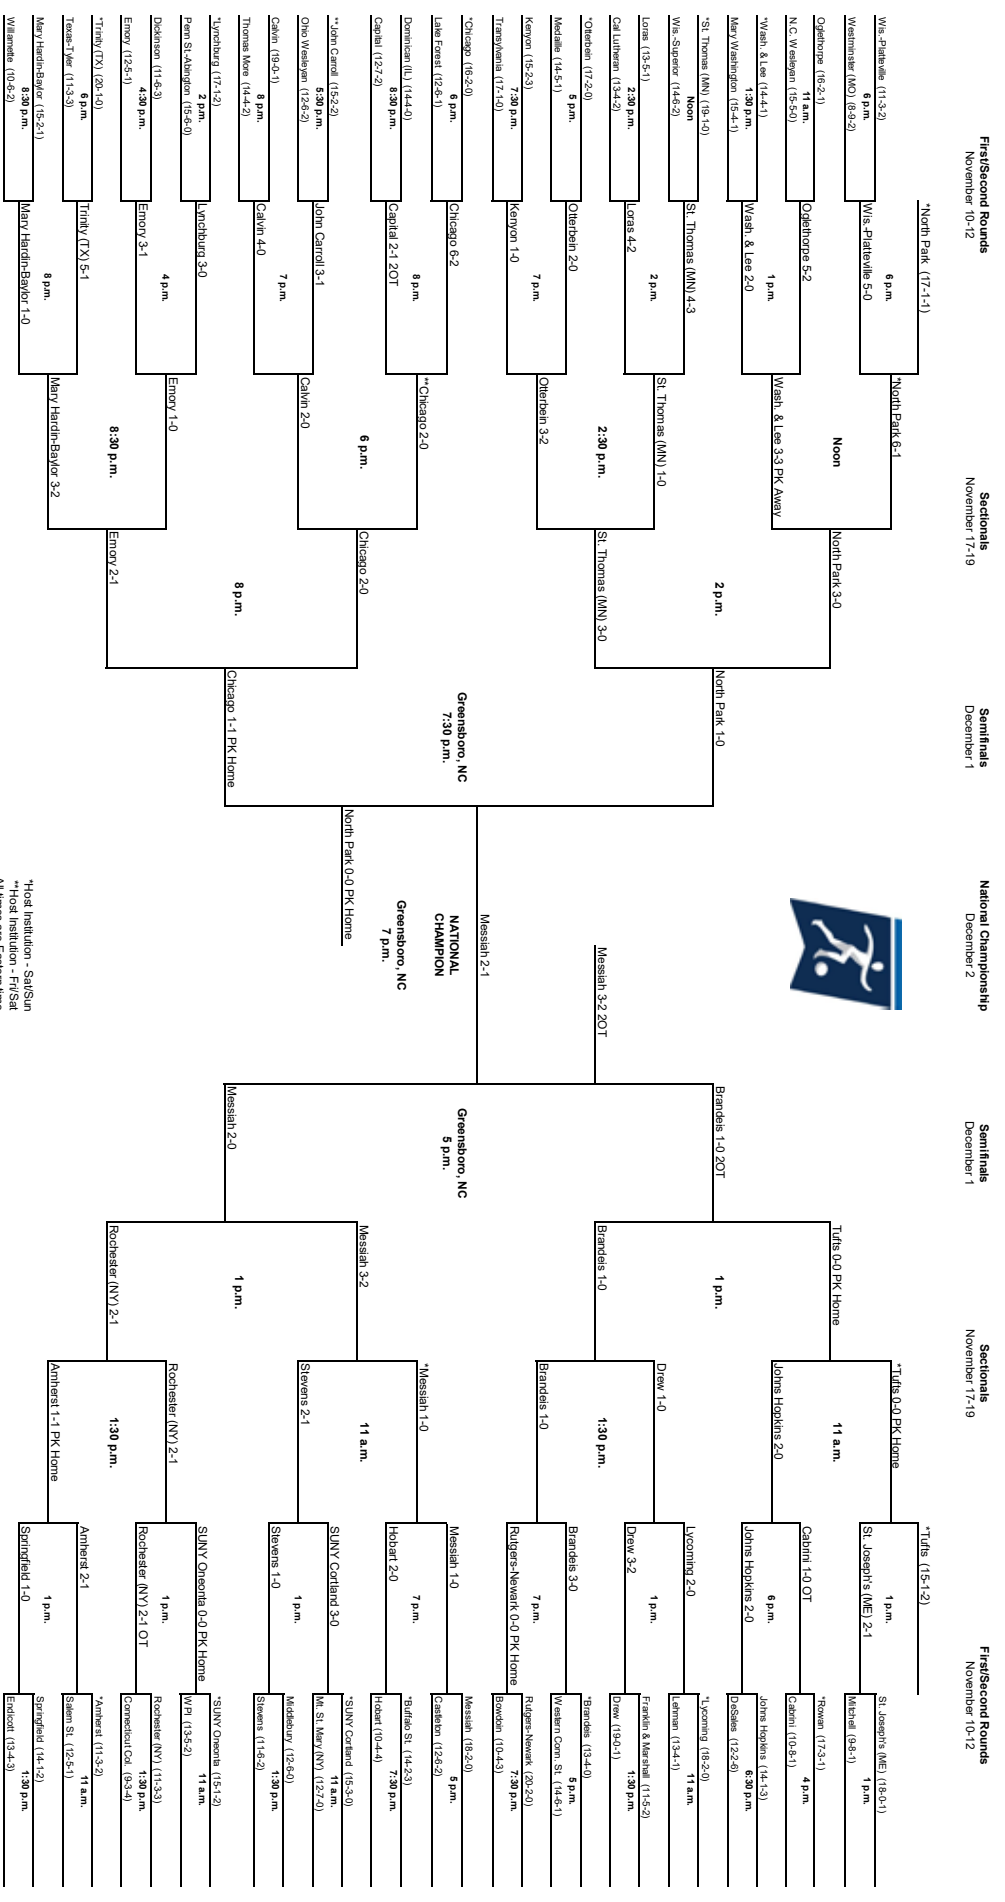 First/Second Rounds
November 10-12
Sectionals
November 17-19
Semifinals
December 1
National Championship
December 2
Semifinals
December 1
Sectionals
November 17-19
First/Second Rounds
November 10-12
Wis.-Platteville (11-3-2)
6 p.m.
Westminster (MO) (8-9-2)
Oglethorpe (16-2-1)
11 a.m.
N.C. Wesleyan (15-5-0)
*Wash. & Lee (14-4-1)
1:30 p.m.
Mary Washington (15-4-1)
*St. Thomas (MN) (19-1-0)
Noon
Wis.-Superior (14-6-2)
Loras (13-5-1)
2:30 p.m.
Cal Lutheran (13-4-2)
*Otterbein (17-2-0)
5 p.m.
Medaille (14-5-1)
Kenyon (15-2-3)
7:30 p.m.
Transylvania (17-1-0)
*Chicago (16-2-0)
6 p.m.
Lake Forest (12-6-1)
Dominican (IL) (14-4-0)
8:30 p.m.
Capital (12-7-2)
**John Carroll (15-2-2)
5:30 p.m.
Ohio Wesleyan (12-6-2)
Calvin (19-0-1)
8 p.m.
Thomas More (14-4-2)
*Lynchburg (17-1-2)
2 p.m.
Penn St.-Abington (15-6-0)
Dickinson (11-6-3)
4:30 p.m.
Emory (12-5-1)
*Trinity (TX) (20-1-0)
6 p.m.
Texas-Tyler (11-3-3)
Mary Hardin-Baylor (15-2-1)
8:30 p.m.
Willamette (10-6-2)
*North Park (17-1-1)
6 p.m.
Wis.-Platteville 5-0
Oglethorpe 5-2
1 p.m.
Wash. & Lee 2-0
St. Thomas (MN) 4-3
2 p.m.
Loras 4-2
Otterbein 2-0
7 p.m.
Kenyon 1-0
Chicago 6-2
8 p.m.
Capital 2-1 2OT
John Carroll 3-1
7 p.m.
Calvin 4-0
Lynchburg 3-0
4 p.m.
Emory 3-1
Trinity (TX) 5-1
8 p.m.
Mary Hardin-Baylor 1-0
*North Park 6-1
Noon
Wash. & Lee 3-3 PK Away
St. Thomas (MN) 1-0
2:30 p.m.
Otterbein 3-2
**Chicago 2-0
6 p.m.
Calvin 2-0
Emory 1-0
8:30 p.m.
Mary Hardin-Baylor 3-2
North Park 3-0
2 p.m.
St. Thomas (MN) 3-0
Chicago 2-0
8 p.m.
Emory 2-1
North Park 1-0
Greensboro, NC
7:30 p.m.
Chicago 1-1 PK Home
Messiah 3-2 2OT
Messiah 2-1
NATIONAL
CHAMPION
Greensboro, NC
7 p.m.
North Park 0-0 PK Home
*Host Institution - Sat/Sun
**Host Institution - Fri/Sat
Brandeis 1-0 2OT
Greensboro, NC
5 p.m.
Messiah 2-0
Tufts 0-0 PK Home
1 p.m.
Brandeis 1-0
Messiah 3-2
1 p.m.
Rochester (NY) 2-1
*Tufts 0-0 PK Home
11 a.m.
Johns Hopkins 2-0
Drew 1-0
1:30 p.m.
Brandeis 1-0
*Messiah 1-0
11 a.m.
Stevens 2-1
Rochester (NY) 2-1
1:30 p.m.
Amherst 1-1 PK Home
*Tufts (15-1-2)
1 p.m.
St. Joseph's (ME) 2-1
Cabrini 1-0 OT
6 p.m.
Johns Hopkins 2-0
Lycoming 2-0
1 p.m.
Drew 3-2
Brandeis 3-0
7 p.m.
Rutgers-Newark 0-0 PK Home
Messiah 1-0
7 p.m.
Hobart 2-0
SUNY Cortland 3-0
1 p.m.
Stevens 1-0
SUNY Oneonta 0-0 PK Home
1 p.m.
Rochester (NY) 2-1 OT
Amherst 2-1
1 p.m.
Springfield 1-0
St. Joseph's (ME) (18-0-1)
1 p.m.
Mitchell (9-8-1)
*Rowan (17-3-1)
4 p.m.
Cabrini (10-8-1)
Johns Hopkins (14-1-3)
6:30 p.m.
DeSales (12-2-6)
*Lycoming (18-2-0)
11 a.m.
Lehman (13-4-1)
Franklin & Marshall (11-5-2)
1:30 p.m.
Drew (19-0-1)
*Brandeis (13-4-0)
5 p.m.
Western Conn. St. (14-6-1)
Rutgers-Newark (20-2-0)
7:30 p.m.
Bowdoin (10-4-3)
Messiah (18-2-0)
5 p.m.
Castleton (12-6-2)
*Buffalo St. (14-2-3)
7:30 p.m.
Hobart (10-4-4)
*SUNY Cortland (15-3-0)
11 a.m.
Mt. St. Mary (NY) (12-7-0)
Middlebury (12-6-0)
1:30 p.m.
Stevens (11-6-2)
*SUNY Oneonta (15-1-2)
11 a.m.
WPI (13-5-2)
Rochester (NY) (11-3-3)
1:30 p.m.
Connecticut Col. (9-3-4)
*Amherst (11-3-2)
11 a.m.
Salem St. (12-5-1)
Springfield (14-1-2)
1:30 p.m.
Endicott (13-4-3)